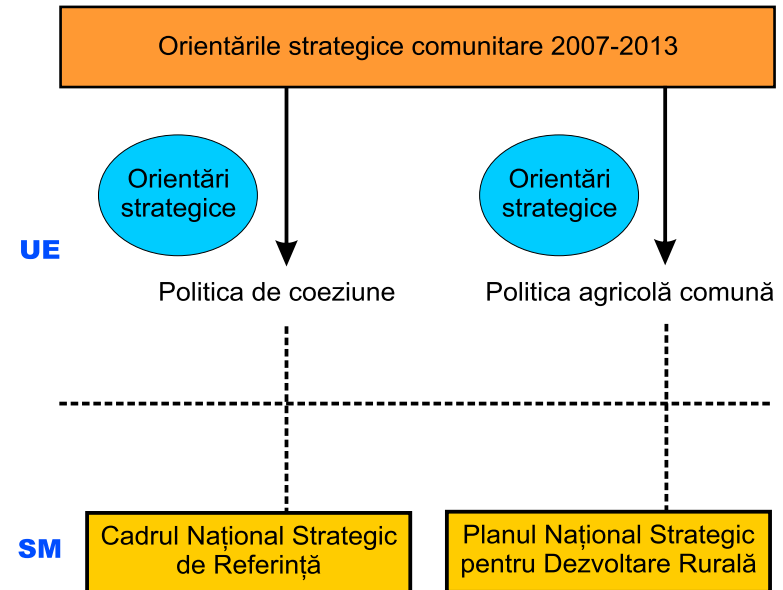 Orientările strategice comunitare 2007-2013
Orientări
strategice
Orientări
strategice
UE
Politica de coeziune
Politica agricolă comună
SM
Cadrul Național Strategic
de Referință
Planul Național Strategic
pentru Dezvoltare Rurală